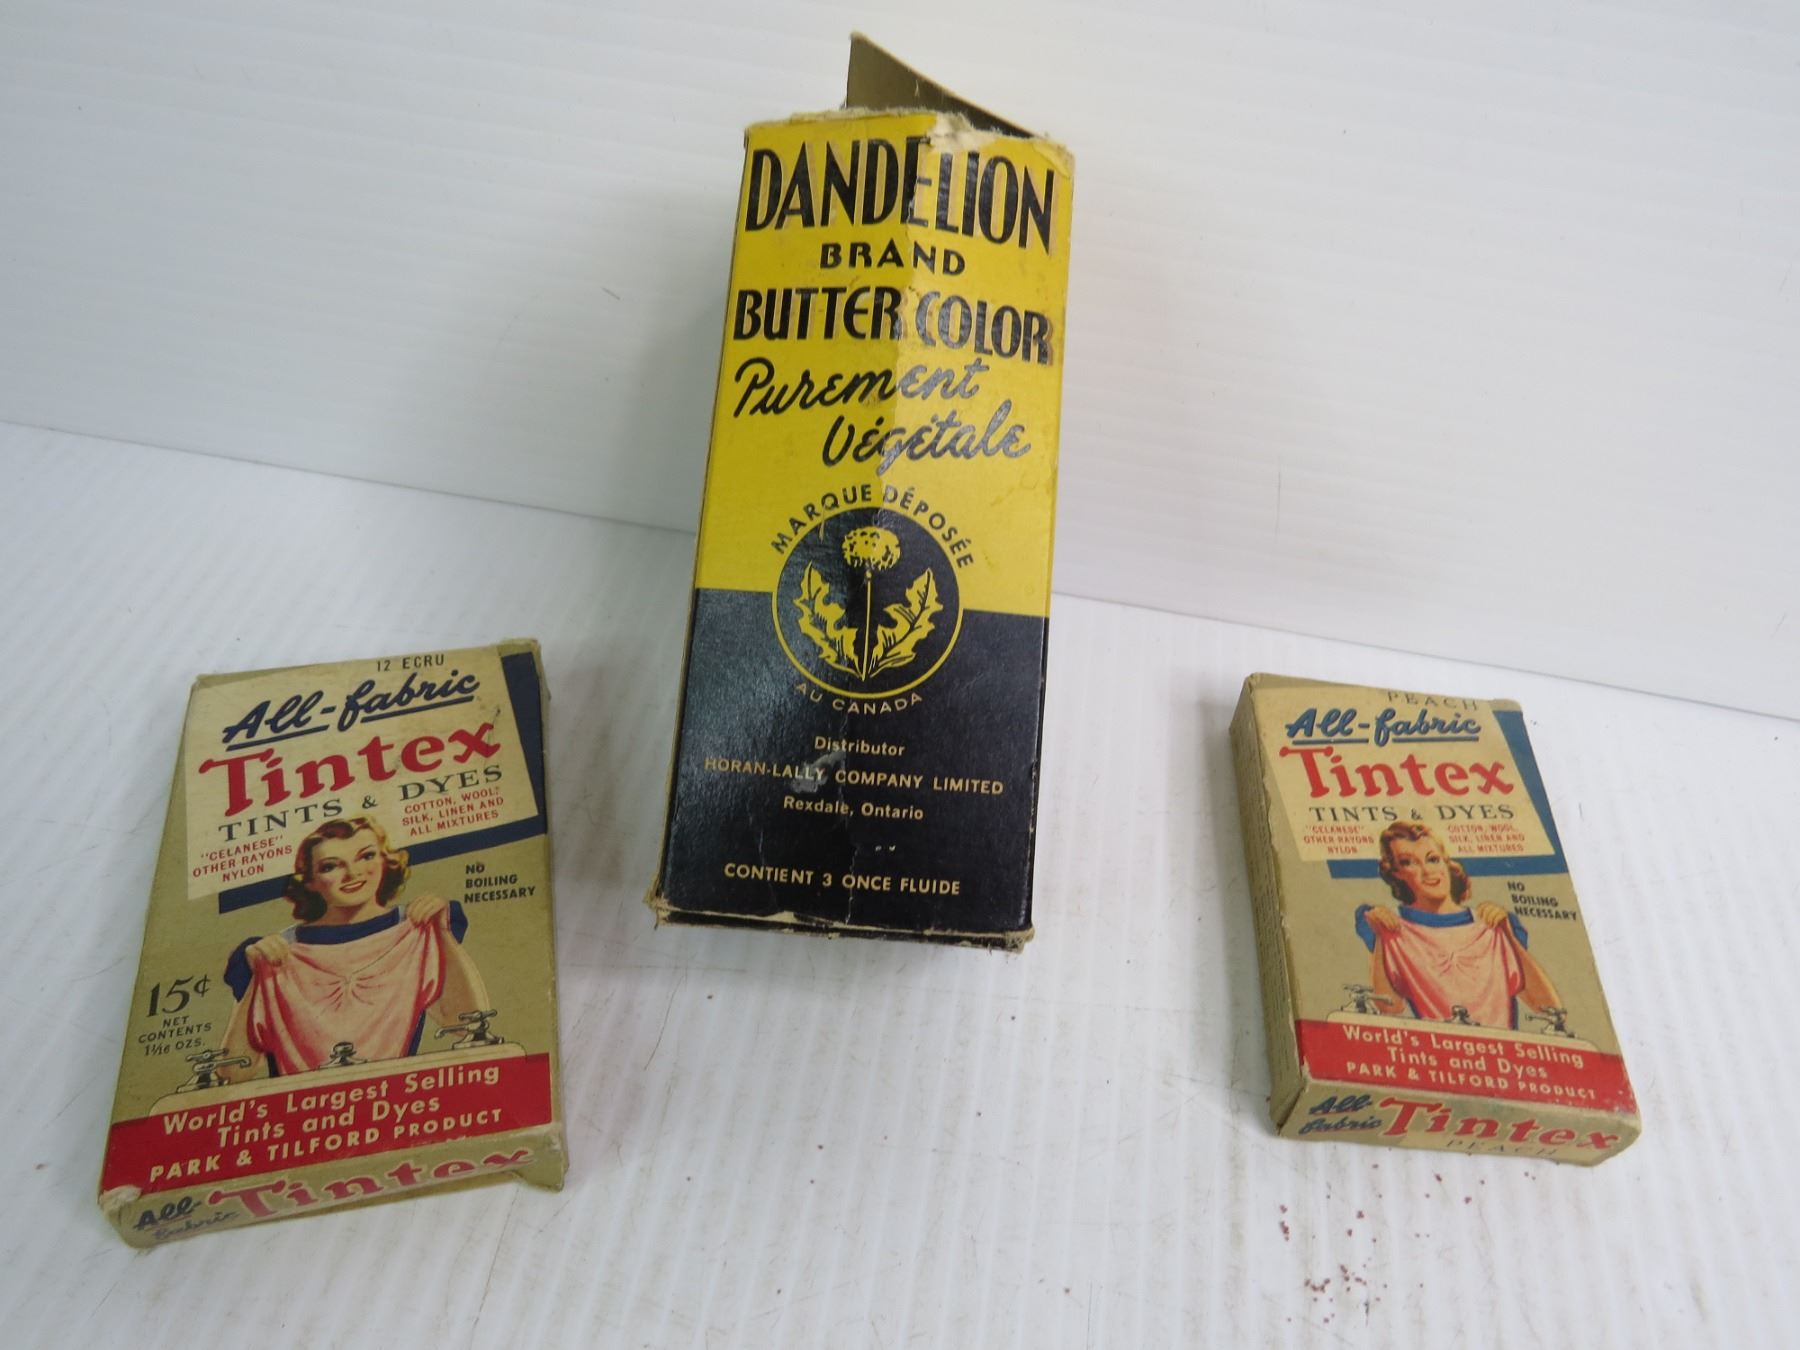 12 ECRU
All-fabric
Tintex
TINTS & DYES
"CELANESE"
OTHER RAYONS
NYLON
COTTON, WOOL,
SILK, LINEN AND
ALL MIXTURES
NO
BOILING
NECESSARY
15¢
NET
CONTENTS
1 1/16 OZS.
World's Largest Selling
Tints and Dyes
PARK & TILFORD PRODUCT
All-
fabric Tintex
DANDELION
BRAND
BUTTER COLOR
Purement
Végétale
MARQUE DÉPOSÉE
AU CANADA
Distributor
HORAN-LALLY COMPANY LIMITED
Rexdale, Ontario
CONTIENT 3 ONCE FLUIDE
PEACH
All-fabric
Tintex
TINTS & DYES
"CELANESE"
OTHER RAYONS
NYLON
COTTON, WOOL,
SILK, LINEN AND
ALL MIXTURES
NO
BOILING
NECESSARY
World's Largest Selling
Tints and Dyes
PARK & TILFORD PRODUCT
All-
fabric Tintex
PEACH